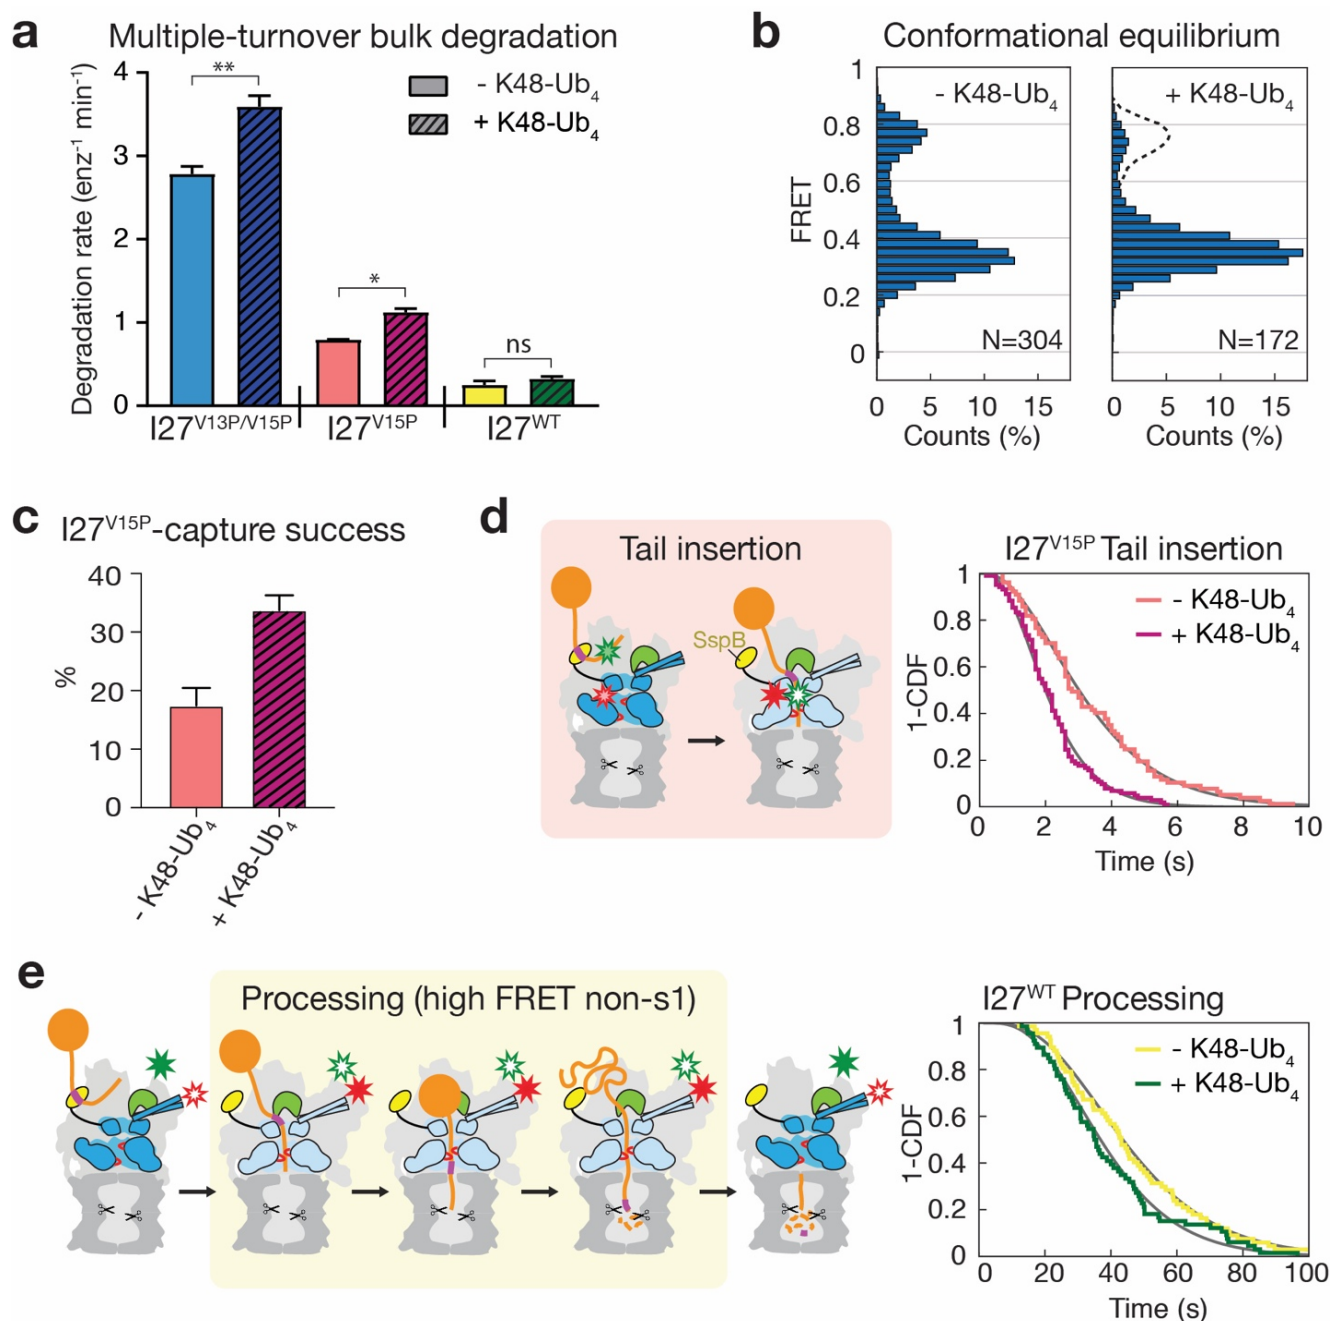 a
Multiple-turnover bulk degradation
Degradation rate (enz⁻¹ min⁻¹)
4
3
2
1
0
**
*
ns
- K48-Ub₄
+ K48-Ub₄
I27ⱽ¹³ᴾ/ⱽ¹⁵ᴾ
I27ⱽ¹⁵ᴾ
I27ᵂᵀ
b
Conformational equilibrium
FRET
1
0.8
0.6
0.4
0.2
0
- K48-Ub₄
N=304
0 5 10 15
Counts (%)
+ K48-Ub₄
N=172
0 5 10 15
Counts (%)
c
I27ⱽ¹⁵ᴾ-capture success
%
40
30
20
10
0
- K48-Ub₄
+ K48-Ub₄
d
Tail insertion
SspB
I27ⱽ¹⁵ᴾ Tail insertion
1-CDF
1
0.8
0.6
0.4
0.2
0
- K48-Ub₄
+ K48-Ub₄
0 2 4 6 8 10
Time (s)
e
Processing (high FRET non-s1)
I27ᵂᵀ Processing
1-CDF
1
0.8
0.6
0.4
0.2
0
- K48-Ub₄
+ K48-Ub₄
0 20 40 60 80 100
Time (s)